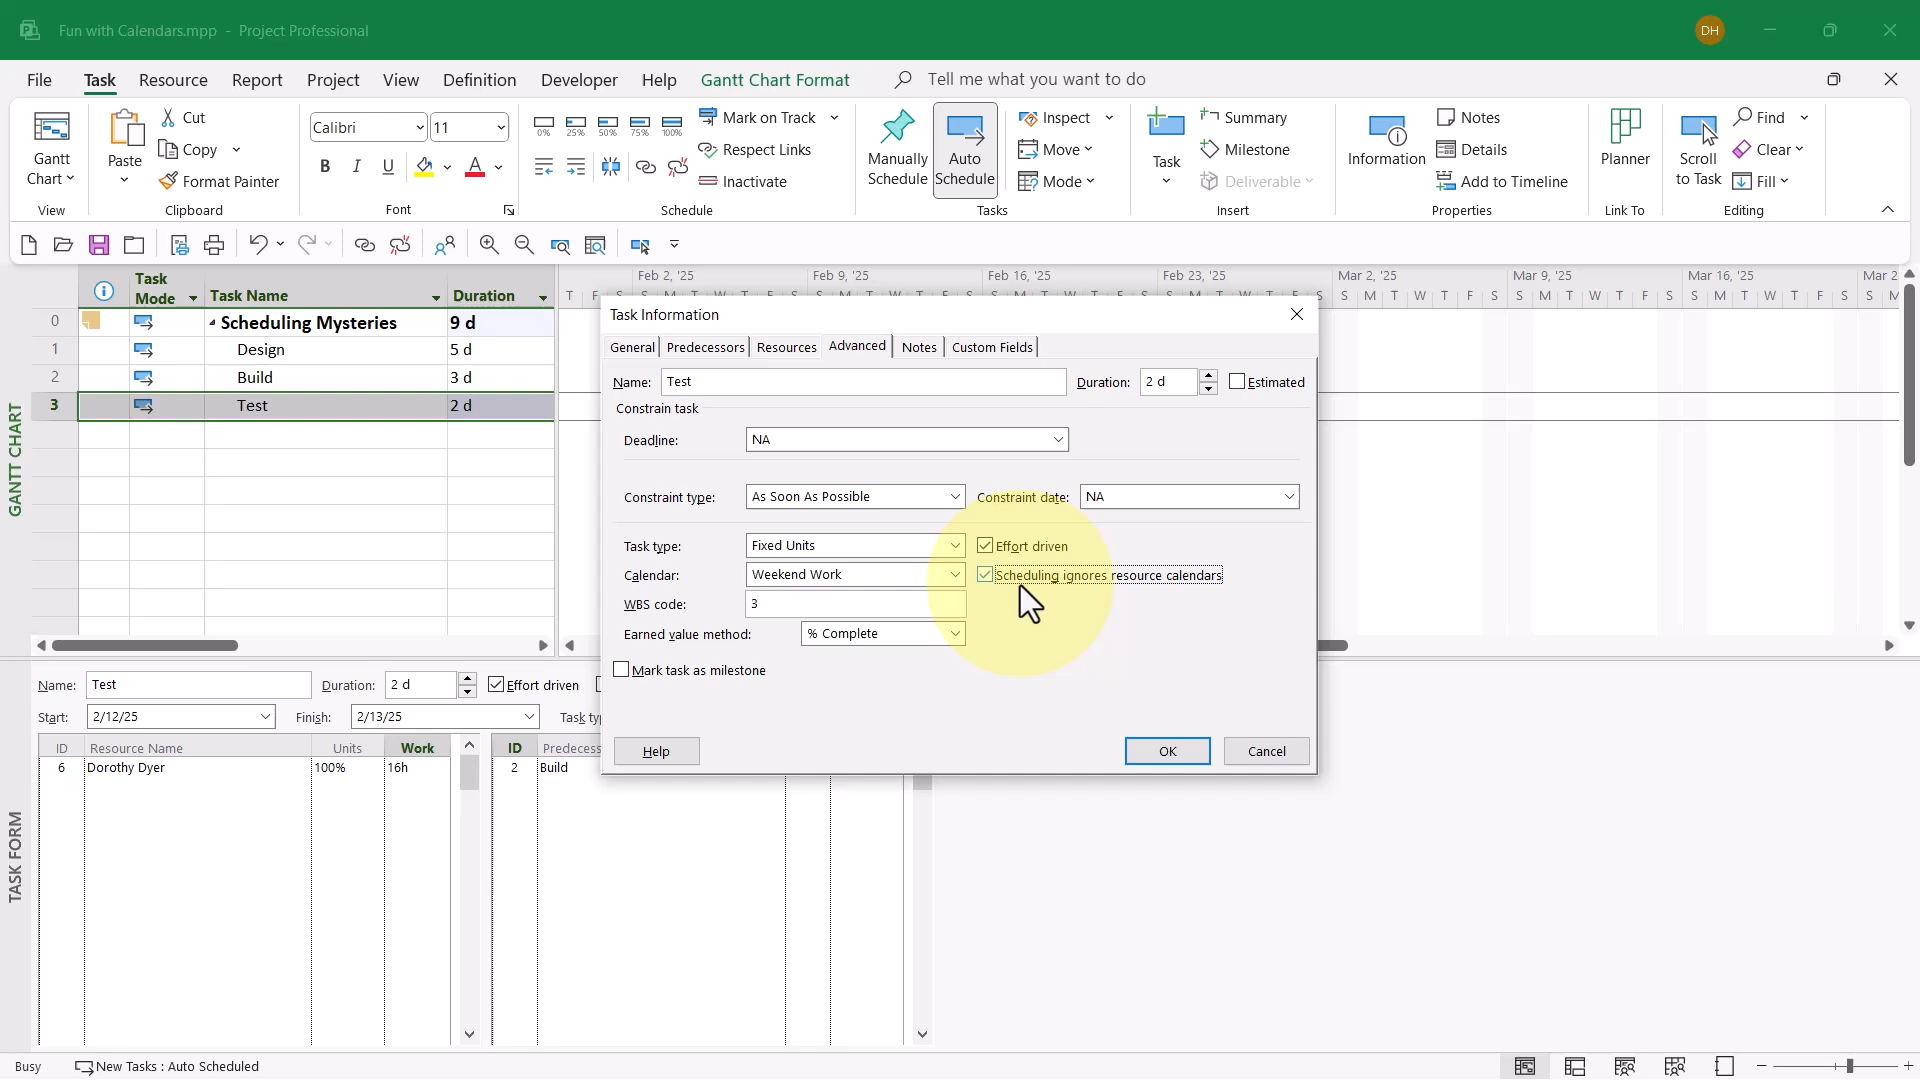 Fun with Calendars.mpp - Project Professional
DH
File Task Resource Report Project View Definition Developer Help Gantt Chart Format Tell me what you want to do
Gantt Chart
View
Paste
Cut
Copy
Format Painter
Clipboard
Calibri 11
B I U A
Font
0% 25% 50% 75% 100%
Mark on Track
Respect Links
Inactivate
Schedule
Manually Schedule
Auto Schedule
Inspect
Move
Mode
Tasks
Task
Summary
Milestone
Deliverable
Insert
Information
Notes
Details
Add to Timeline
Properties
Planner
Link To
Scroll to Task
Find
Clear
Fill
Editing
GANTT CHART
Task Mode Task Name Duration
Feb 2, '25 Feb 9, '25 Feb 16, '25 Feb 23, '25 Mar 2, '25 Mar 9, '25 Mar 16, '25 Mar 2
T F S S M T W T F S S M T W T F S S M T W T F S S M T W T F S S M T W T F S S M T W T F S S M T W T F S S M
0 Scheduling Mysteries 9 d
1 Design 5 d
2 Build 3 d
3 Test 2 d
Task Information
General Predecessors Resources Advanced Notes Custom Fields
Name: Test Duration: 2 d Estimated
Constrain task
Deadline: NA
Constraint type: As Soon As Possible Constraint date: NA
Task type: Fixed Units Effort driven
Calendar: Weekend Work Scheduling ignores resource calendars
WBS code: 3
Earned value method: % Complete
Mark task as milestone
Help OK Cancel
TASK FORM
Name: Test Duration: 2 d Effort driven
Start: 2/12/25 Finish: 2/13/25 Task ty
ID Resource Name Units Work
6 Dorothy Dyer 100% 16h
ID Predecess
2 Build
Busy New Tasks : Auto Scheduled